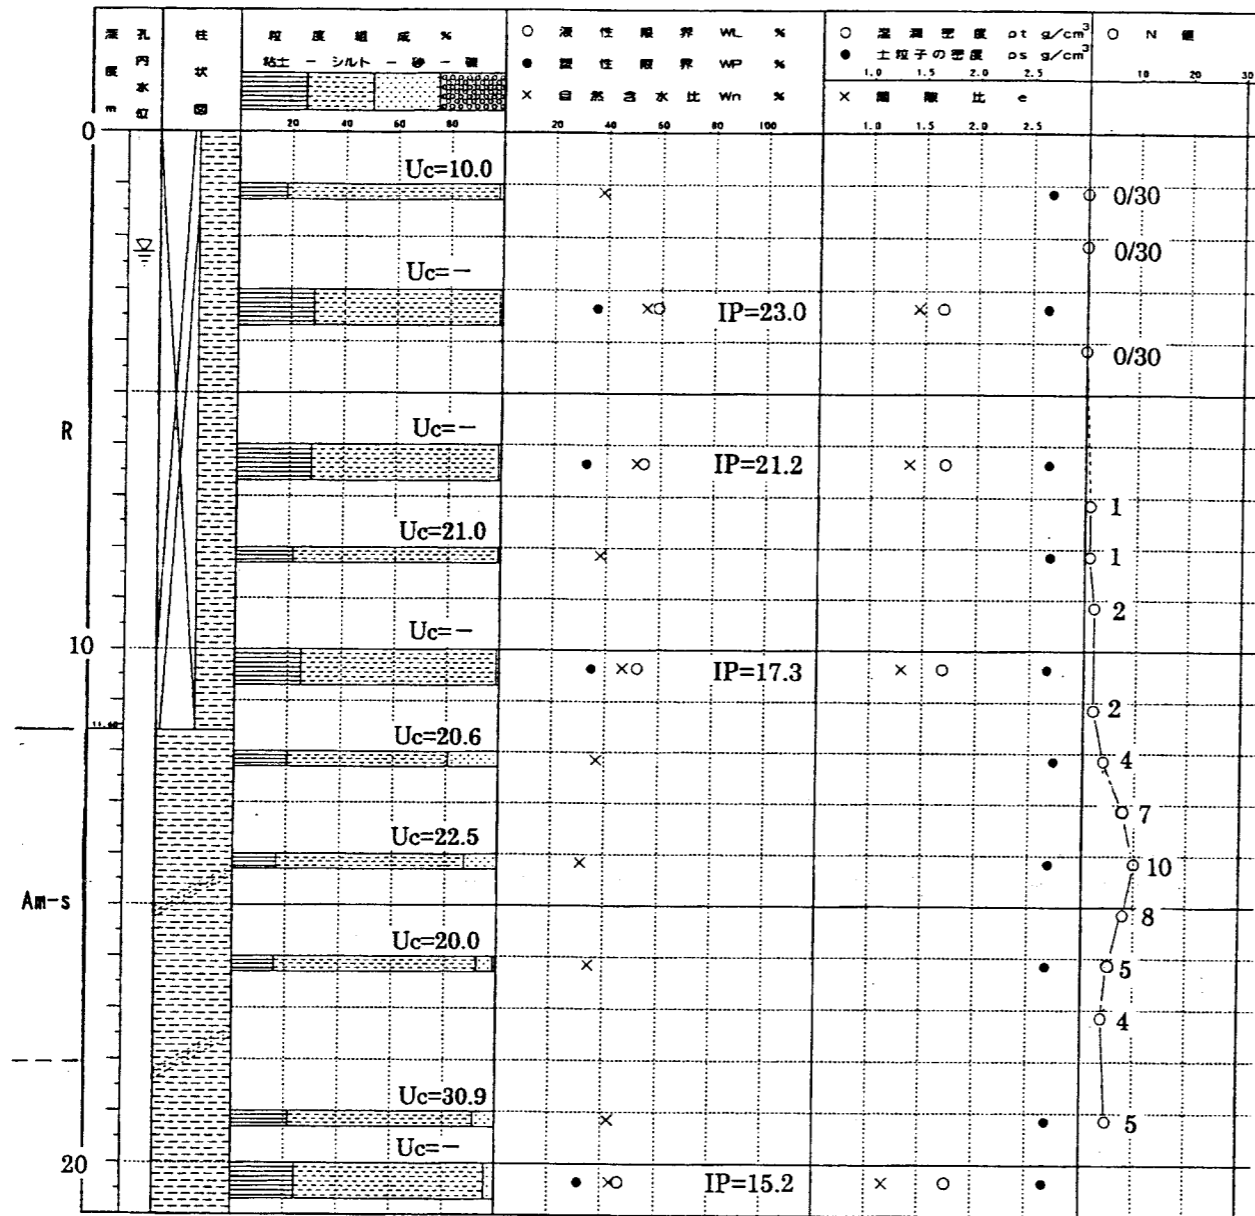 深度 m
孔内水位
柱状図
粒 度 組 成 %
粘土 — シルト — 砂 — 礫
20 40 60 80
○ 液 性 限 界 WL %
● 塑 性 限 界 WP %
× 自 然 含 水 比 Wn %
20 40 60 80 100
○ 湿 潤 密 度 ρt g/cm³
● 土粒子の密度 ρs g/cm³
1.0 1.5 2.0 2.5
× 間 隙 比 e
1.0 1.5 2.0 2.5
○ N 値
10 20 30
0
Uc=10.0
0/30
0/30
Uc=—
IP=23.0
0/30
R
Uc=—
IP=21.2
1
Uc=21.0
1
2
10
Uc=—
IP=17.3
2
Uc=20.6
4
7
Uc=22.5
10
Am-s
8
Uc=20.0
5
4
Uc=30.9
5
Uc=—
20
IP=15.2